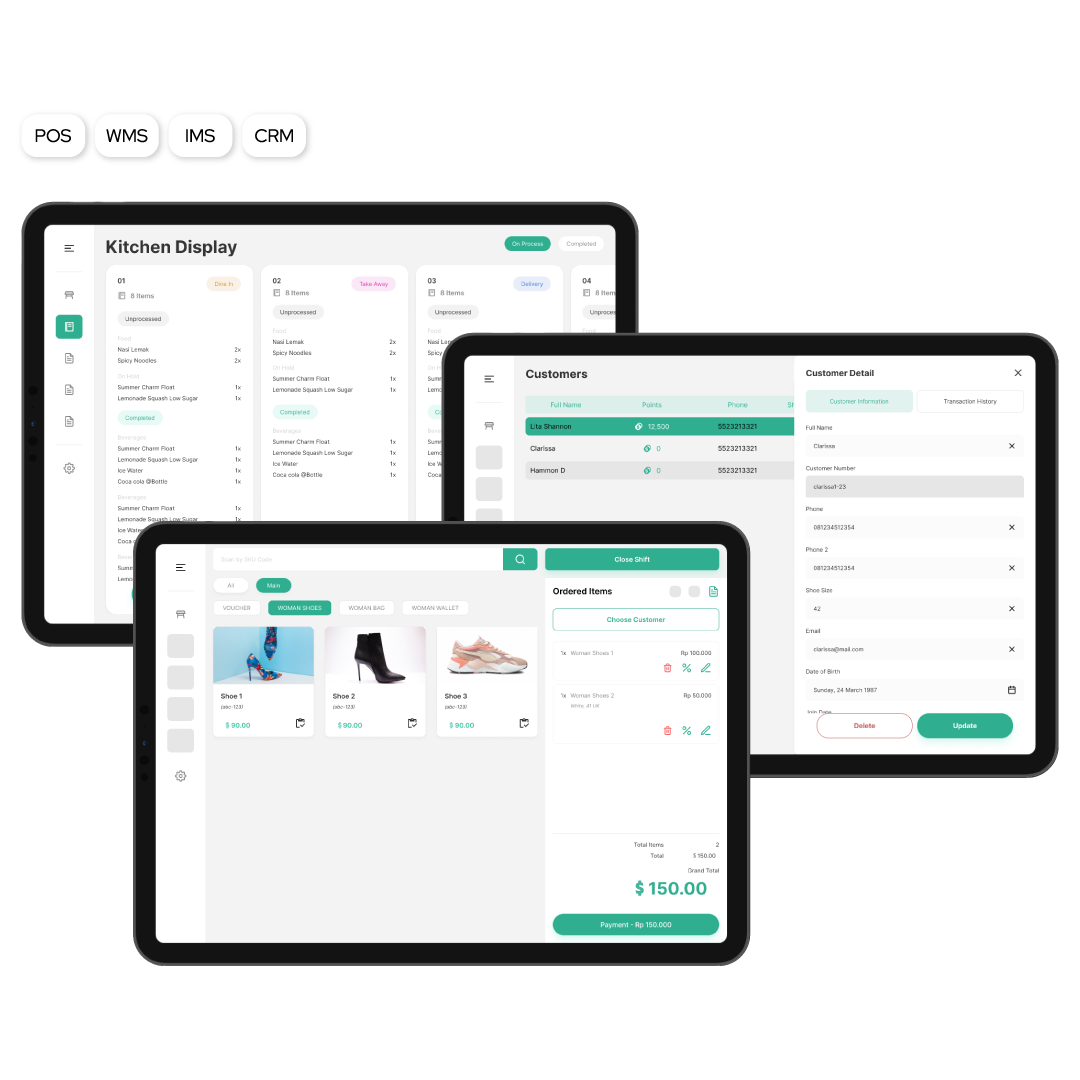 POS WMS IMS CRM
Kitchen Display
On Process Completed
01 Dine In
8 Items
Unprocessed
Food
Nasi Lemak 2x
Spicy Noodles 2x
On Hold
Summer Charm Float 1x
Lemonade Squash Low Sugar 1x
Completed
Beverages
Summer Charm Float 1x
Lemonade Squash Low Sugar 1x
Ice Water 1x
Coca cola @Bottle 1x
Beverages
Summer Charm Float 1x
Lemonade Squash Low Sugar 1x
Ice Water
02 Take Away
8 Items
Unprocessed
Food
Nasi Lemak 2x
Spicy Noodles 2x
On Hold
Summer Charm Float 1x
Lemonade Squash Low Sugar 1x
Completed
Beverages
Summer Charm Float 1x
Lemonade Squash Low Sugar 1x
Ice Water 1x
Coca cola @Bottle 1x
03 Delivery
8 Items
Unprocessed
Food
04
8 Items
Customers
Full Name Points Phone
Lita Shannon 12,500 5523213321
Clarissa 0 5523213321
Hammon D 0 5523213321
Customer Detail
Customer Information Transaction History
Full Name
Clarissa
Customer Number
clarissa1-23
Phone
081234512354
Phone 2
081234512354
Shoe Size
42
Email
clarissa@mail.com
Date of Birth
Sunday, 24 March 1987
Join Date
Delete Update
Scan by SKU Code
All Main
VOUCHER WOMAN SHOES WOMAN BAG WOMAN WALLET
Shoe 1
(abc-123)
$ 90.00
Shoe 2
(abc-123)
$ 90.00
Shoe 3
(abc-123)
$ 90.00
Close Shift
Ordered Items
Choose Customer
1x Woman Shoes 1 Rp 100.000
1x Woman Shoes 2 Rp 50.000
Total Items 2
Total $ 150.00
Grand Total
$ 150.00
Payment - Rp 150.000